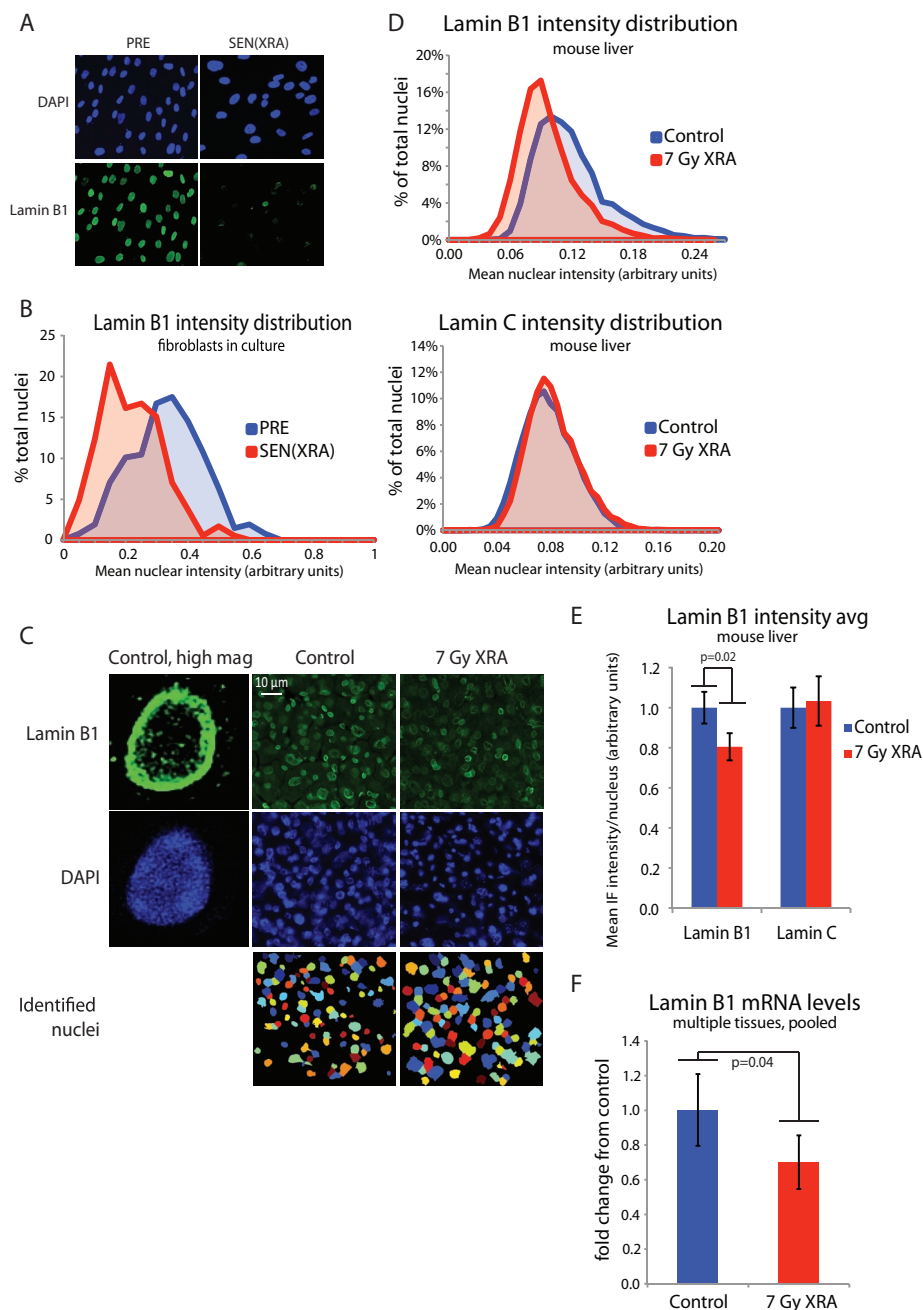 A
PRE
SEN(XRA)
DAPI
Lamin B1
B
Lamin B1 intensity distribution
fibroblasts in culture
% total nuclei
25
20
15
10
5
0
PRE
SEN(XRA)
0
0.2
0.4
0.6
0.8
1
Mean nuclear intensity (arbitrary units)
C
Control, high mag
Control
7 Gy XRA
10 µm
Lamin B1
DAPI
Identified
nuclei
D
Lamin B1 intensity distribution
mouse liver
% of total nuclei
20%
16%
12%
8%
4%
0%
Control
7 Gy XRA
0.00
0.06
0.12
0.18
0.24
Mean nuclear intensity (arbitrary units)
Lamin C intensity distribution
mouse liver
% of total nuclei
14%
12%
10%
8%
6%
4%
2%
0%
Control
7 Gy XRA
0.00
0.04
0.08
0.12
0.16
0.20
Mean nuclear intensity (arbitrary units)
E
Lamin B1 intensity avg
mouse liver
Mean IF intensity/nucleus (arbitrary units)
1.2
1.0
0.8
0.6
0.4
0.2
0.0
p=0.02
Control
7 Gy XRA
Lamin B1
Lamin C
F
Lamin B1 mRNA levels
multiple tissues, pooled
fold change from control
1.4
1.2
1.0
0.8
0.6
0.4
0.2
0.0
p=0.04
Control
7 Gy XRA